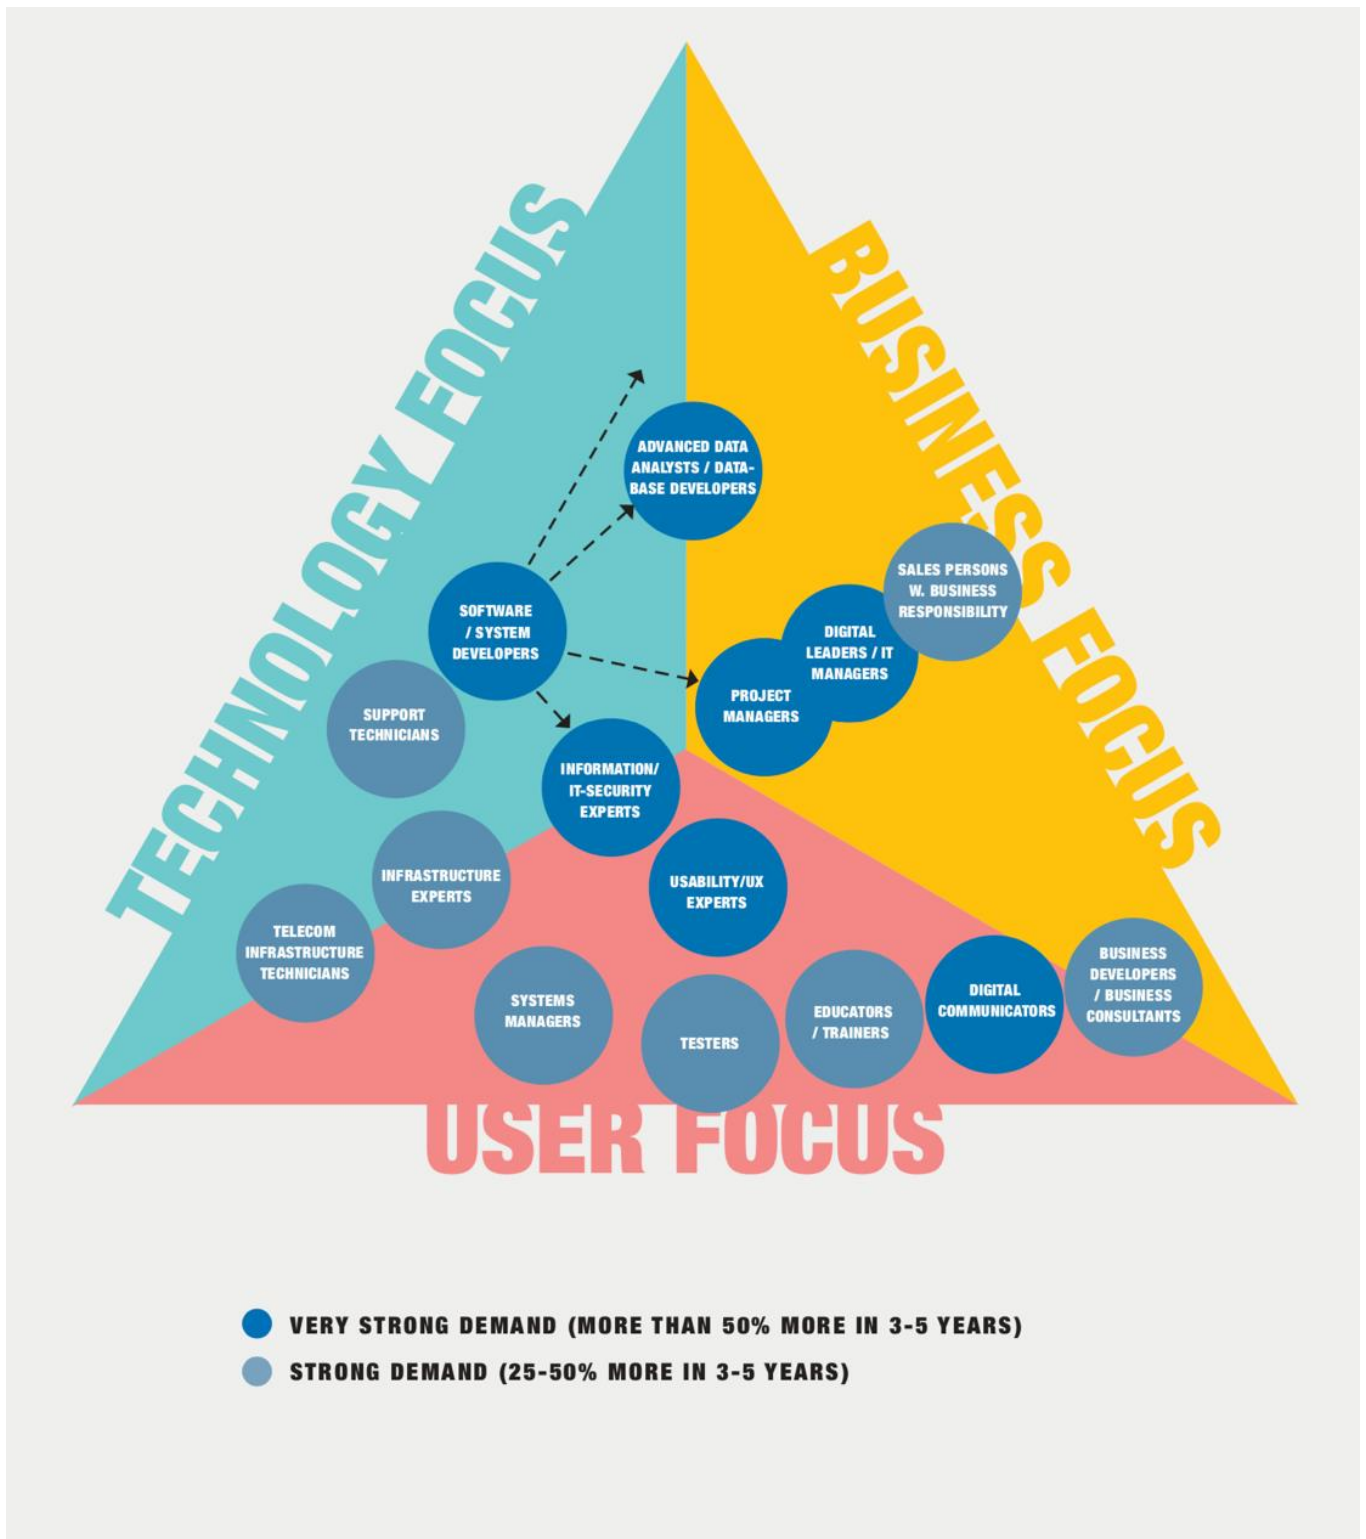 TECHNOLOGY FOCUS
BUSINESS FOCUS
ADVANCED DATA
ANALYSTS / DATA-
BASE DEVELOPERS
SALES PERSONS
W. BUSINESS
RESPONSIBILITY
SOFTWARE
/ SYSTEM
DEVELOPERS
DIGITAL
LEADERS / IT
MANAGERS
PROJECT
MANAGERS
SUPPORT
TECHNICIANS
INFORMATION/
IT-SECURITY
EXPERTS
INFRASTRUCTURE
EXPERTS
USABILITY/UX
EXPERTS
TELECOM
INFRASTRUCTURE
TECHNICIANS
SYSTEMS
MANAGERS
TESTERS
EDUCATORS
/ TRAINERS
DIGITAL
COMMUNICATORS
BUSINESS
DEVELOPERS
/ BUSINESS
CONSULTANTS
USER FOCUS
VERY STRONG DEMAND (MORE THAN 50% MORE IN 3-5 YEARS)
STRONG DEMAND (25-50% MORE IN 3-5 YEARS)